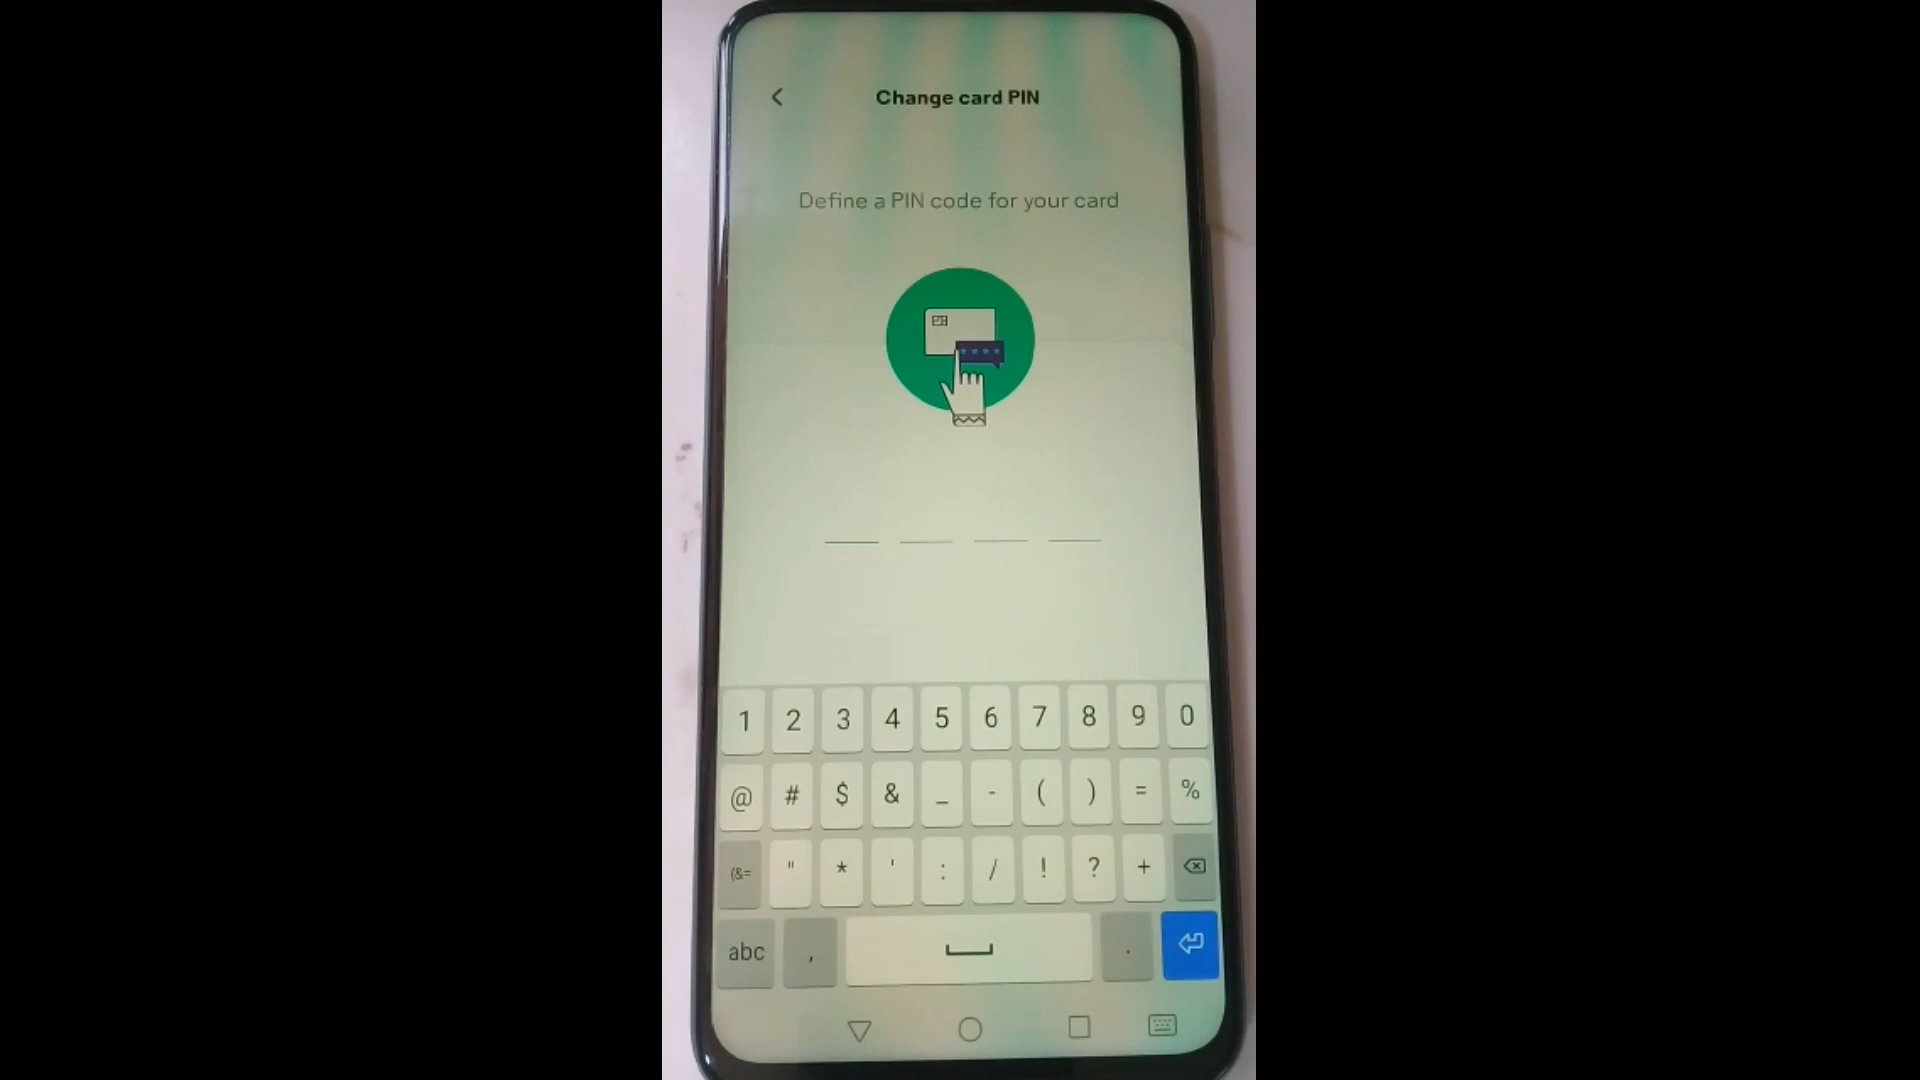 Change card PIN
Define a PIN code for your card
1 2 3 4 5 6 7 8 9 0
@ # $ & _ - ( ) = %
(&= " * ' : / ! ? +
abc , .